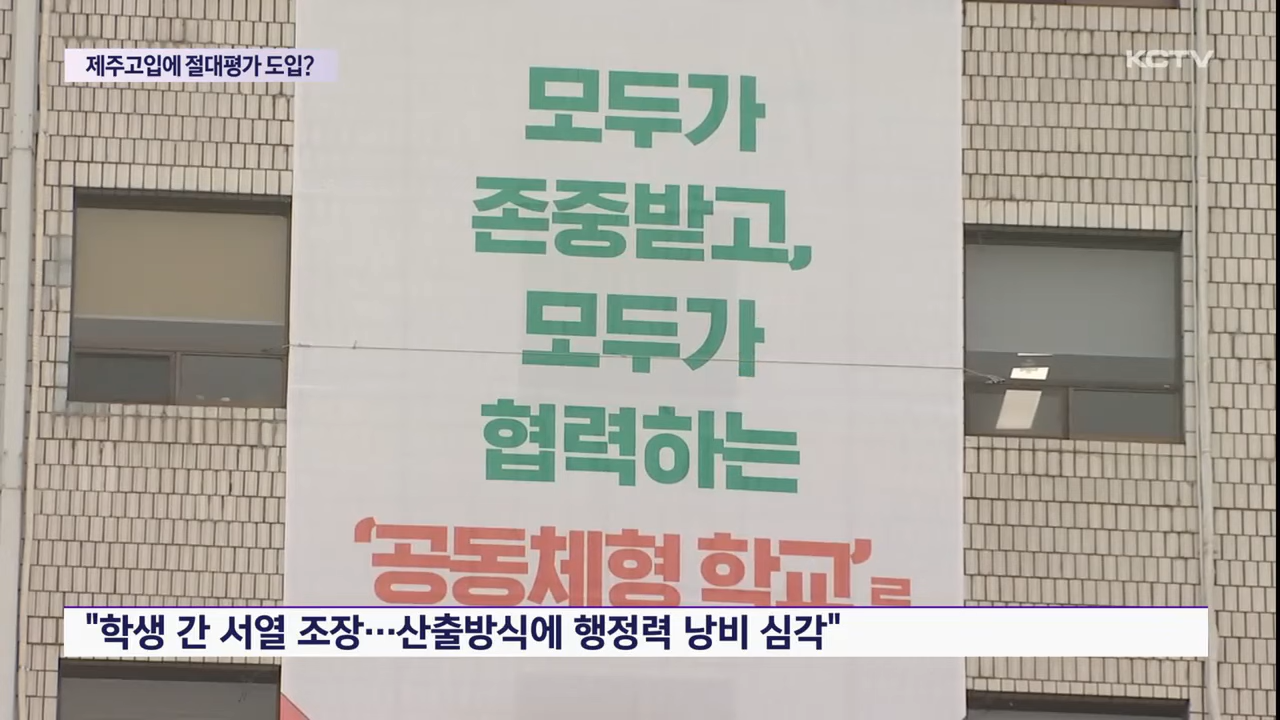 제주고입에 절대평가 도입?
KCTV
모두가
존중받고,
모두가
협력하는
'공동체형 학교'로
"학생 간 서열 조장…산출방식에 행정력 낭비 심각"